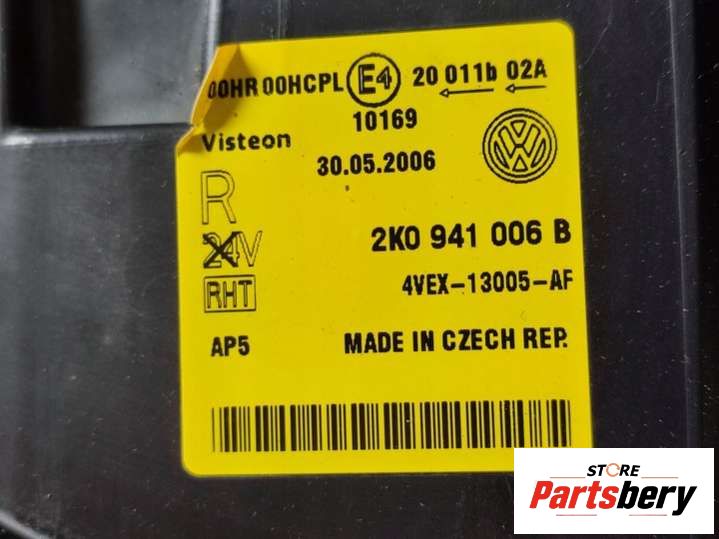 00HR 00HCPL E4 20 011b 02A
10169
Visteon
30.05.2006
R
24V
2K0 941 006 B
RHT
4VEX-13005-AF
AP5
MADE IN CZECH REP.
STORE
Partsbery